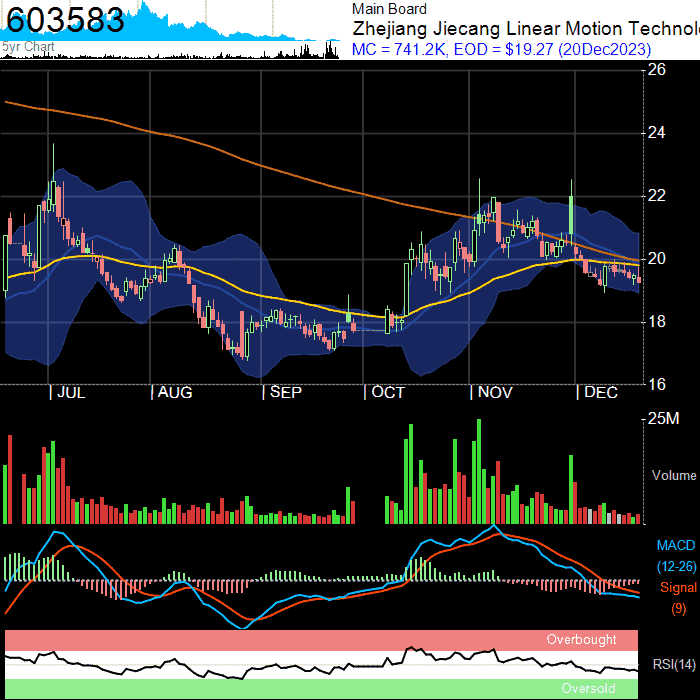 603583
5yr Chart
Main Board
Zhejiang Jiecang Linear Motion Technol
MC = 741.2K, EOD = $19.27 (20Dec2023)
26
24
22
20
18
16
| JUL | AUG | SEP | OCT | NOV | DEC
25M
Volume
MACD
(12-26)
Signal
(9)
Overbought
RSI(14)
Oversold